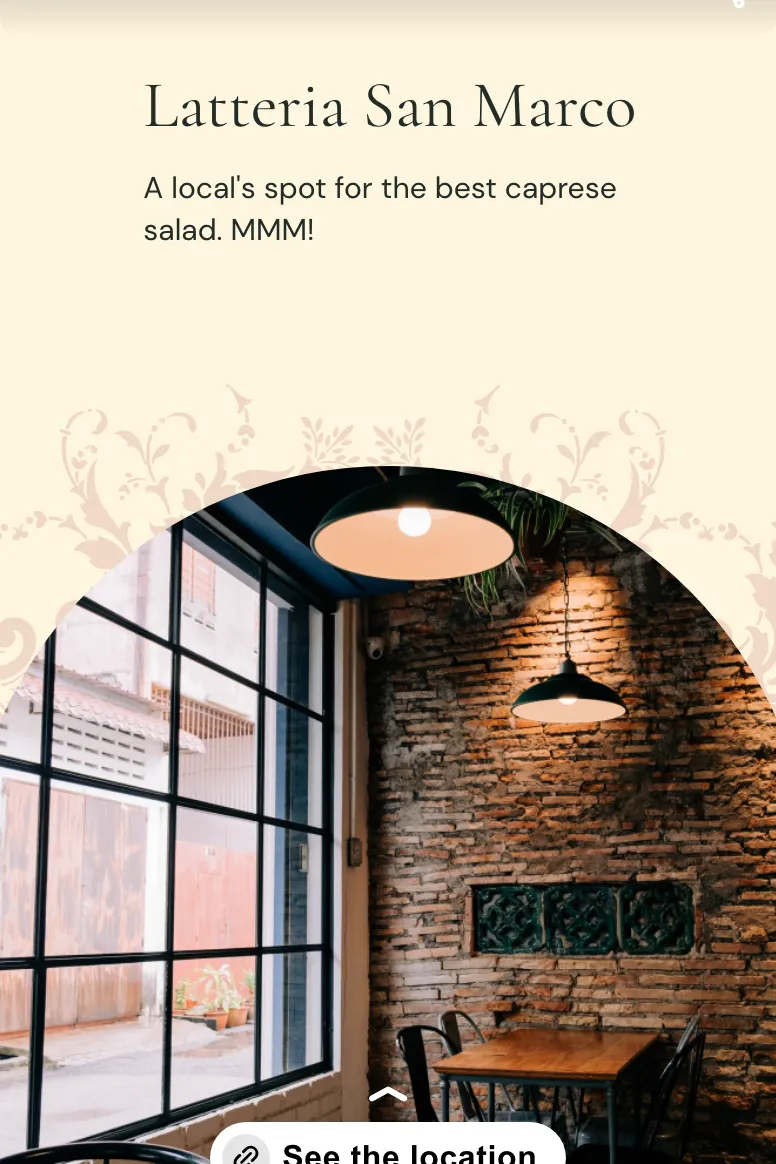 Latteria San Marco
A local's spot for the best caprese
salad. MMM!
See the location